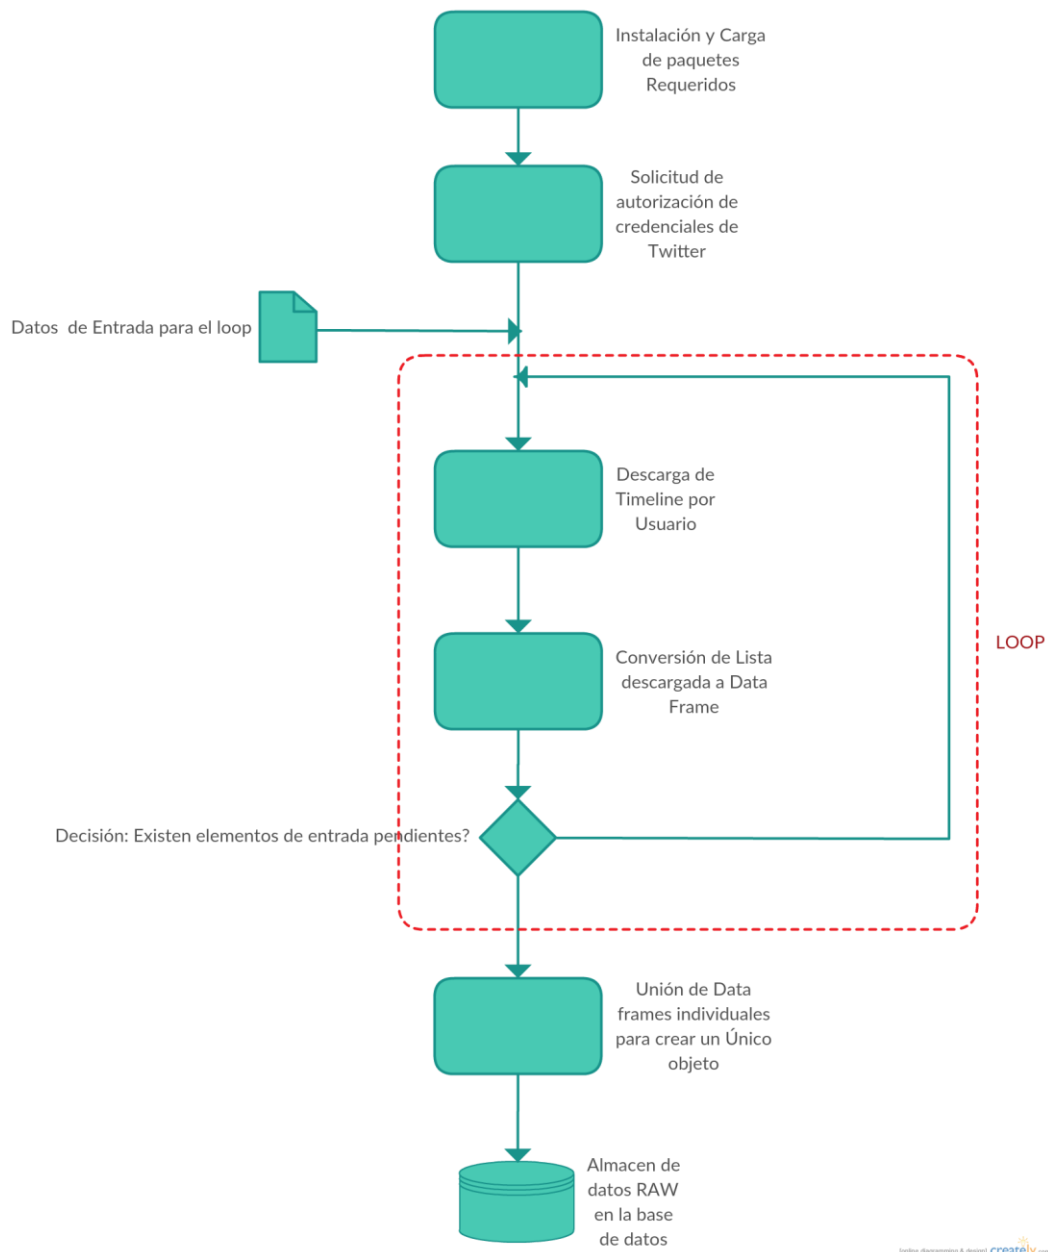 Instalación y Carga
de paquetes
Requeridos
Solicitud de
autorización de
credenciales de
Twitter
Datos de Entrada para el loop
Descarga de
Timeline por
Usuario
LOOP
Conversión de Lista
descargada a Data
Frame
Decisión: Existen elementos de entrada pendientes?
Unión de Data
frames individuales
para crear un Único
objeto
Almacen de
datos RAW
en la base
de datos
creately